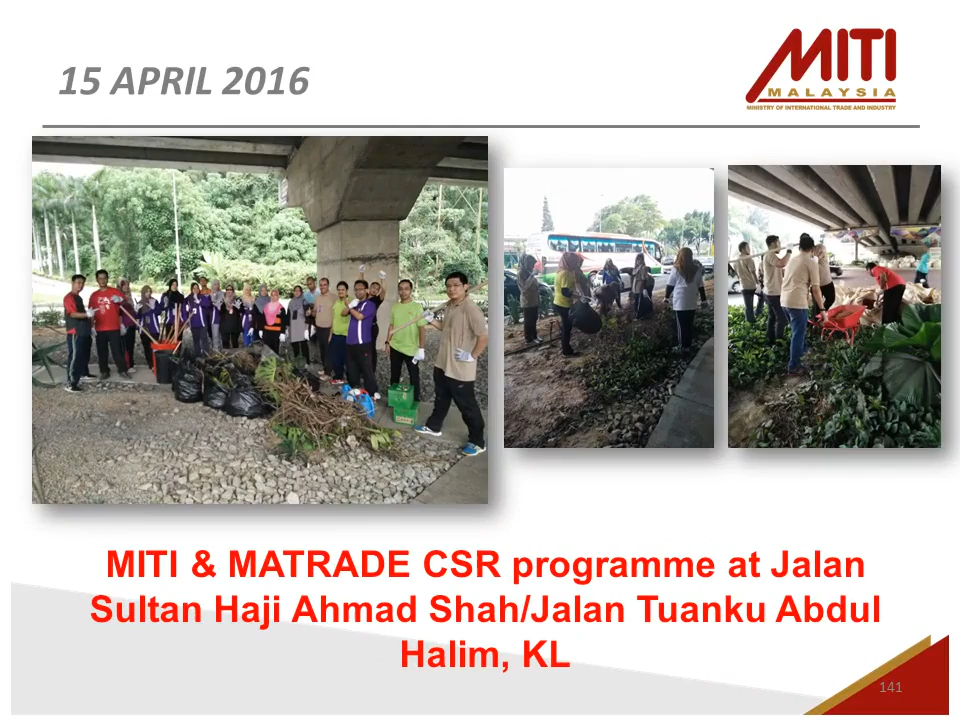 15 APRIL 2016
MITI
MALAYSIA
MINISTRY OF INTERNATIONAL TRADE AND INDUSTRY
MITI & MATRADE CSR programme at Jalan
Sultan Haji Ahmad Shah/Jalan Tuanku Abdul
Halim, KL
141